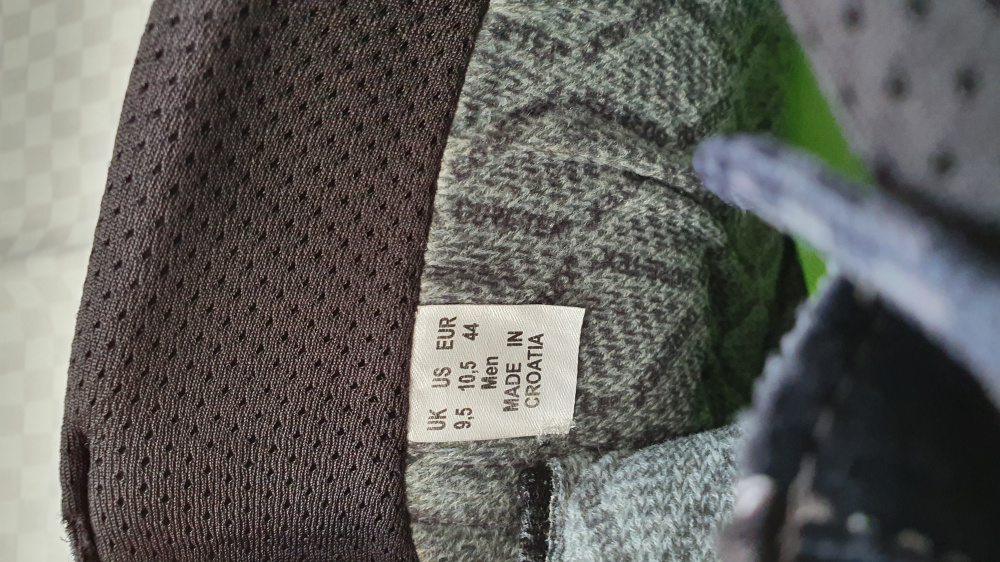 UK US EUR
9,5 10,5 44
Men
MADE IN
CROATIA